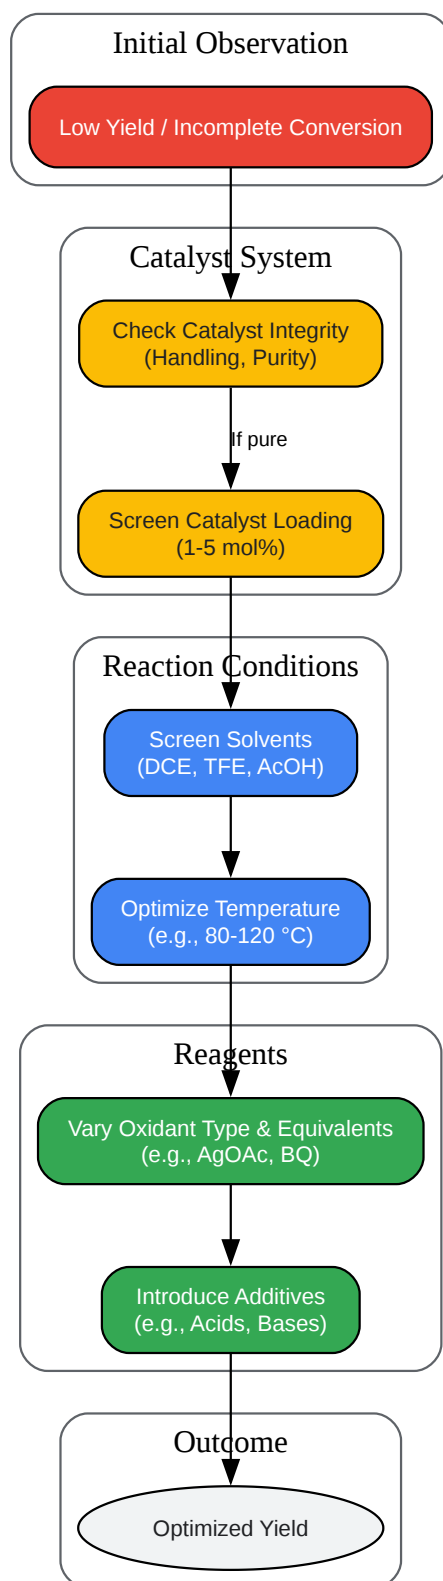 Initial Observation
Low Yield / Incomplete Conversion
Catalyst System
Check Catalyst Integrity
(Handling, Purity)
If pure
Screen Catalyst Loading
(1-5 mol%)
Reaction Conditions
Screen Solvents
(DCE, TFE, AcOH)
Optimize Temperature
(e.g., 80-120 °C)
Reagents
Vary Oxidant Type & Equivalents
(e.g., AgOAc, BQ)
Introduce Additives
(e.g., Acids, Bases)
Outcome
Optimized Yield